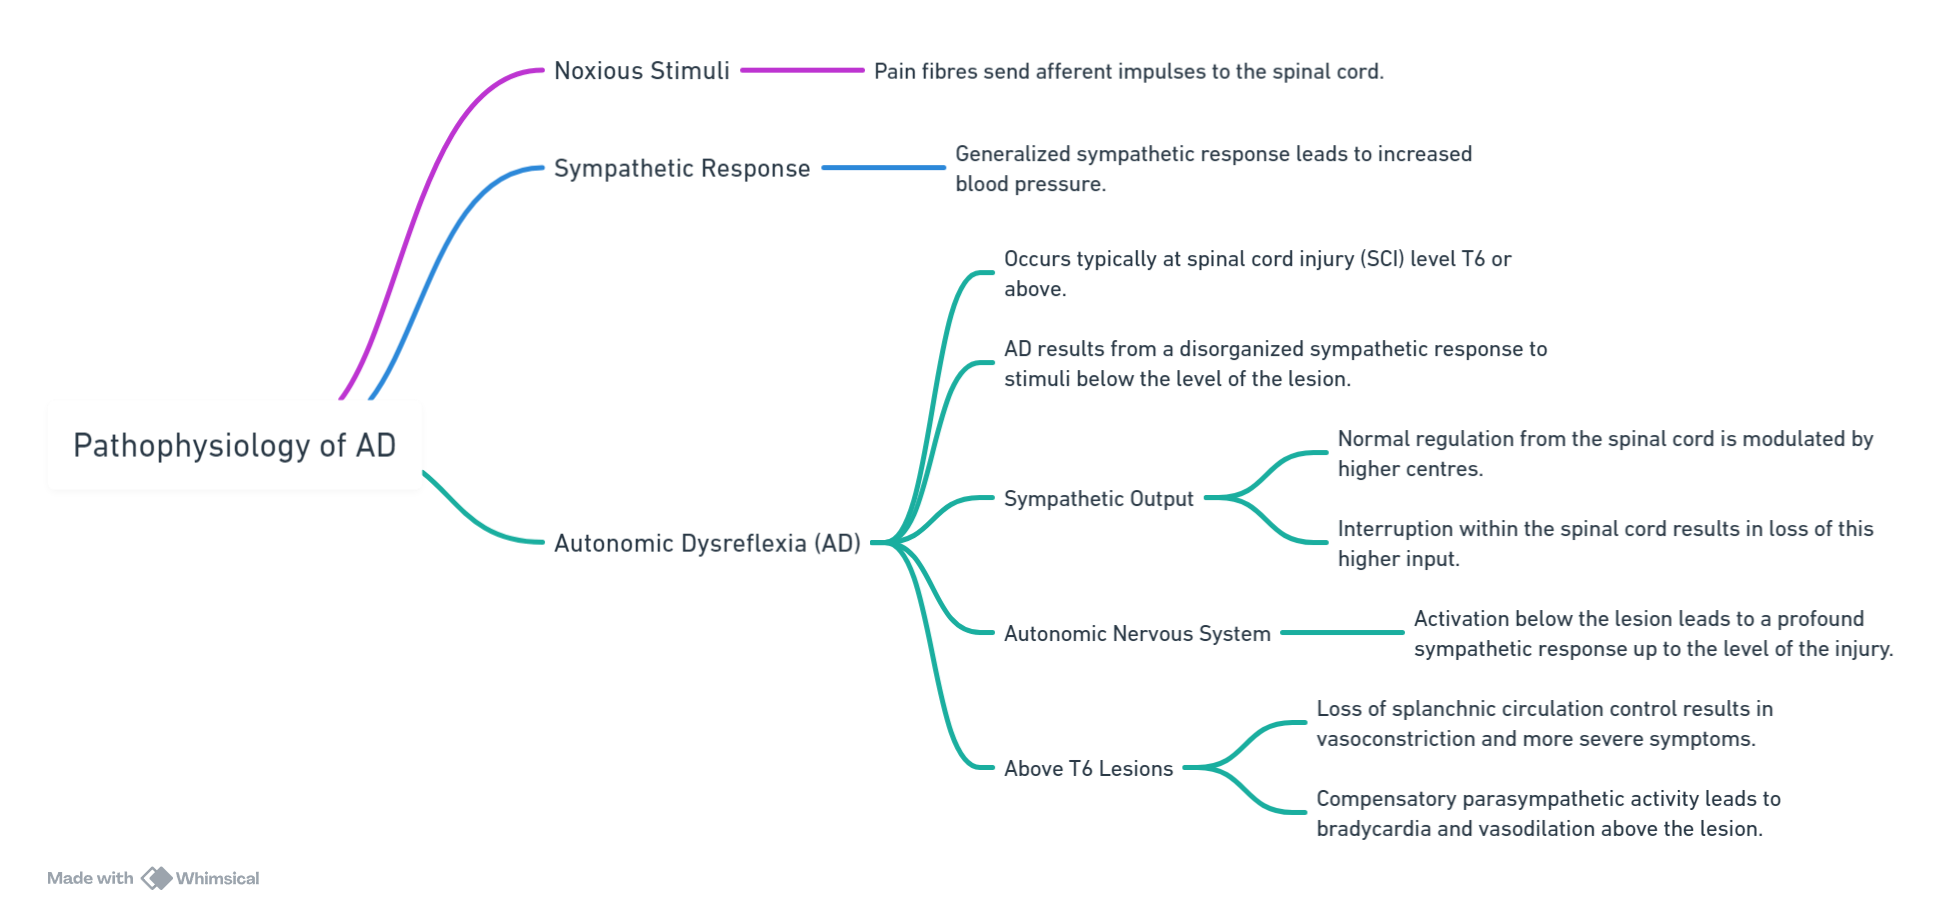 Noxious Stimuli
Pain fibres send afferent impulses to the spinal cord.
Sympathetic Response
Generalized sympathetic response leads to increased
blood pressure.
Pathophysiology of AD
Autonomic Dysreflexia (AD)
Occurs typically at spinal cord injury (SCI) level T6 or
above.
AD results from a disorganized sympathetic response to
stimuli below the level of the lesion.
Sympathetic Output
Normal regulation from the spinal cord is modulated by
higher centres.
Interruption within the spinal cord results in loss of this
higher input.
Autonomic Nervous System
Activation below the lesion leads to a profound
sympathetic response up to the level of the injury.
Above T6 Lesions
Loss of splanchnic circulation control results in
vasoconstriction and more severe symptoms.
Compensatory parasympathetic activity leads to
bradycardia and vasodilation above the lesion.
Made with Whimsical